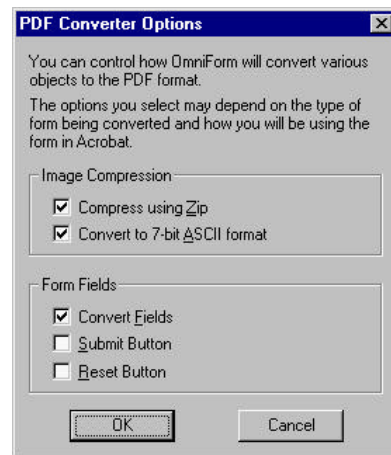 PDF Converter Options
You can control how OmniForm will convert various
objects to the PDF format.
The options you select may depend on the type of
form being converted and how you will be using the
form in Acrobat.
Image Compression
Compress using Zip
Convert to 7-bit ASCII format
Form Fields
Convert Fields
Submit Button
Reset Button
OK Cancel